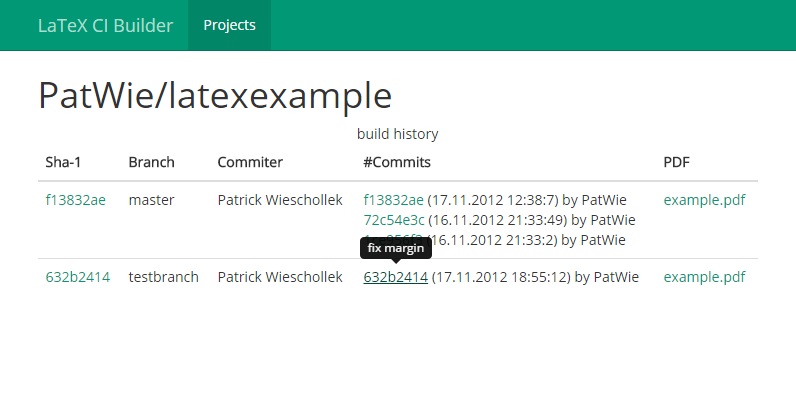 LaTeX CI Builder Projects
PatWie/latexexample
build history
Sha-1 Branch Commiter #Commits PDF
f13832ae master Patrick Wieschollek f13832ae (17.11.2012 12:38:7) by PatWie example.pdf
72c54e3c (16.11.2012 21:33:49) by PatWie
(16.11.2012 21:33:2) by PatWie
fix margin
632b2414 testbranch Patrick Wieschollek 632b2414 (17.11.2012 18:55:12) by PatWie example.pdf